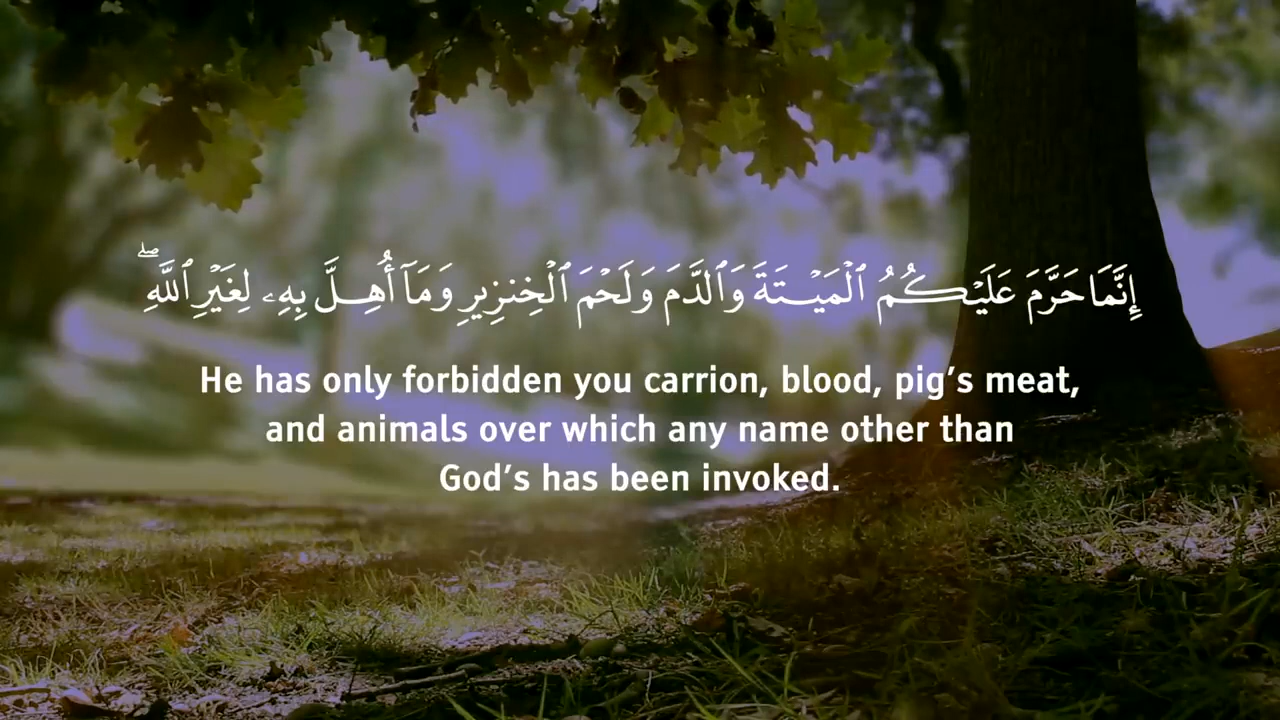 إِنَّمَا حَرَّمَ عَلَيْكُمُ ٱلْمَيْتَةَ وَٱلدَّمَ وَلَحْمَ ٱلْخِنزِيرِ وَمَآ أُهِلَّ بِهِۦ لِغَيْرِ ٱللَّهِ ۖ
He has only forbidden you carrion, blood, pig’s meat,
and animals over which any name other than
God’s has been invoked.